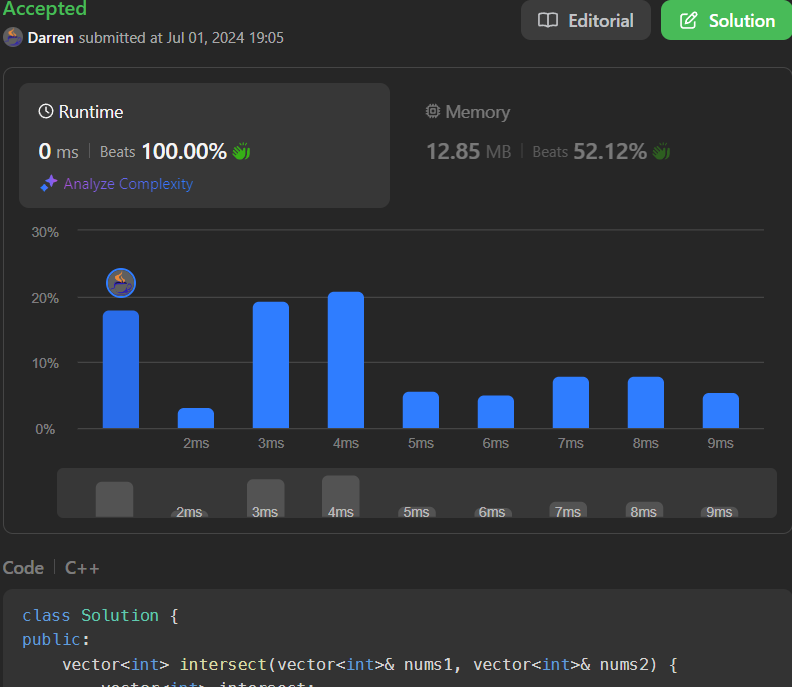 Accepted
Editorial
Solution
Darren submitted at Jul 01, 2024 19:05
Runtime
0 ms | Beats 100.00%
Analyze Complexity
Memory
12.85 MB | Beats 52.12%
30%
20%
10%
0%
2ms 3ms 4ms 5ms 6ms 7ms 8ms 9ms
2ms 3ms 4ms 5ms 6ms 7ms 8ms 9ms
Code | C++
class Solution {
public:
vector<int> intersect(vector<int>& nums1, vector<int>& nums2) {
vector<int> intersect;